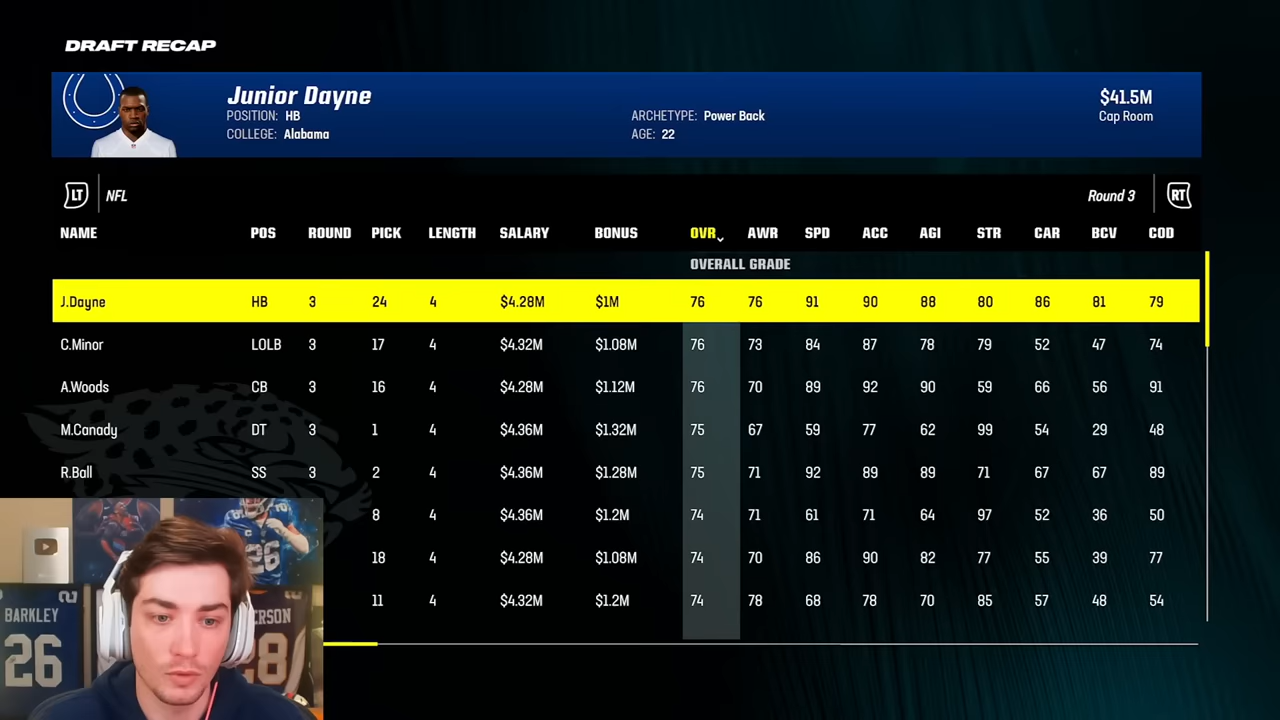 DRAFT RECAP
Junior Dayne
POSITION: HB
COLLEGE: Alabama
ARCHETYPE: Power Back
AGE: 22
$41.5M
Cap Room
LT NFL Round 3 RT
NAME POS ROUND PICK LENGTH SALARY BONUS OVR AWR SPD ACC AGI STR CAR BCV COD
OVERALL GRADE
J.Dayne HB 3 24 4 $4.28M $1M 76 76 91 90 88 80 86 81 79
C.Minor LOLB 3 17 4 $4.32M $1.08M 76 73 84 87 78 79 52 47 74
A.Woods CB 3 16 4 $4.28M $1.12M 76 70 89 92 90 59 66 56 91
M.Canady DT 3 1 4 $4.36M $1.32M 75 67 59 77 62 99 54 29 48
R.Ball SS 3 2 4 $4.36M $1.28M 75 71 92 89 89 71 67 67 89
8 4 $4.36M $1.2M 74 71 61 71 64 97 52 36 50
18 4 $4.28M $1.08M 74 70 86 90 82 77 55 39 77
11 4 $4.32M $1.2M 74 78 68 78 70 85 57 48 54
26
BARKLEY
26
ERSON
28